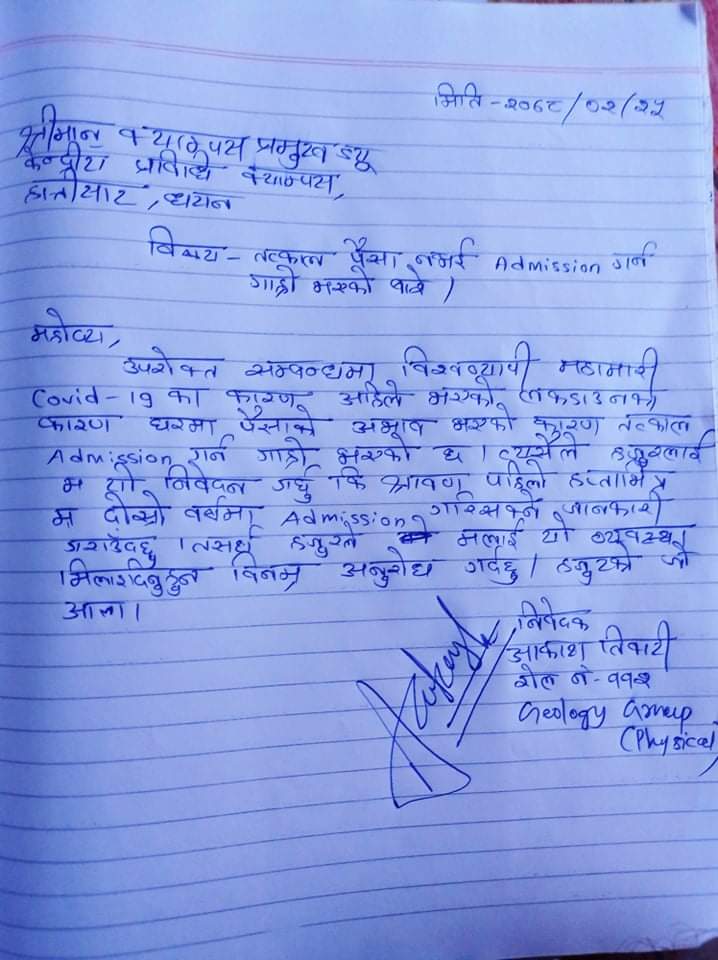 मिति - २०७८/०२/२५
श्रीमान् क्याम्पस प्रमुख ज्यू
केन्द्रीय प्रविधि क्याम्पस,
हात्तीसार, धरान
विषय - तत्काल पैसा नभई Admission गर्न
गाह्रो भएको बारे।
महोदय,
उपरोक्त सम्बन्धमा विश्वव्यापी महामारी
Covid-19 का कारण अहिले भएको लकडाउनका
कारण घरमा पैसाको अभाव भएको कारण तत्काल
Admission गर्न गाह्रो भएको छ। त्यसैले हजुरलाई
म यो निवेदन गर्छु कि श्रावण पहिलो हप्ताभित्र
म दोस्रो वर्षमा Admission गरिसक्ने जानकारी
गराउँदछु। तसर्थ हजुरले मलाई यो व्यवस्था
मिलाईदिनुहुन विनम्र अनुरोध गर्दछु। हजुरको जो
आज्ञा।
निवेदक
आकाश तिवारी
रोल नं- ११२
Geology Group
(Physical)